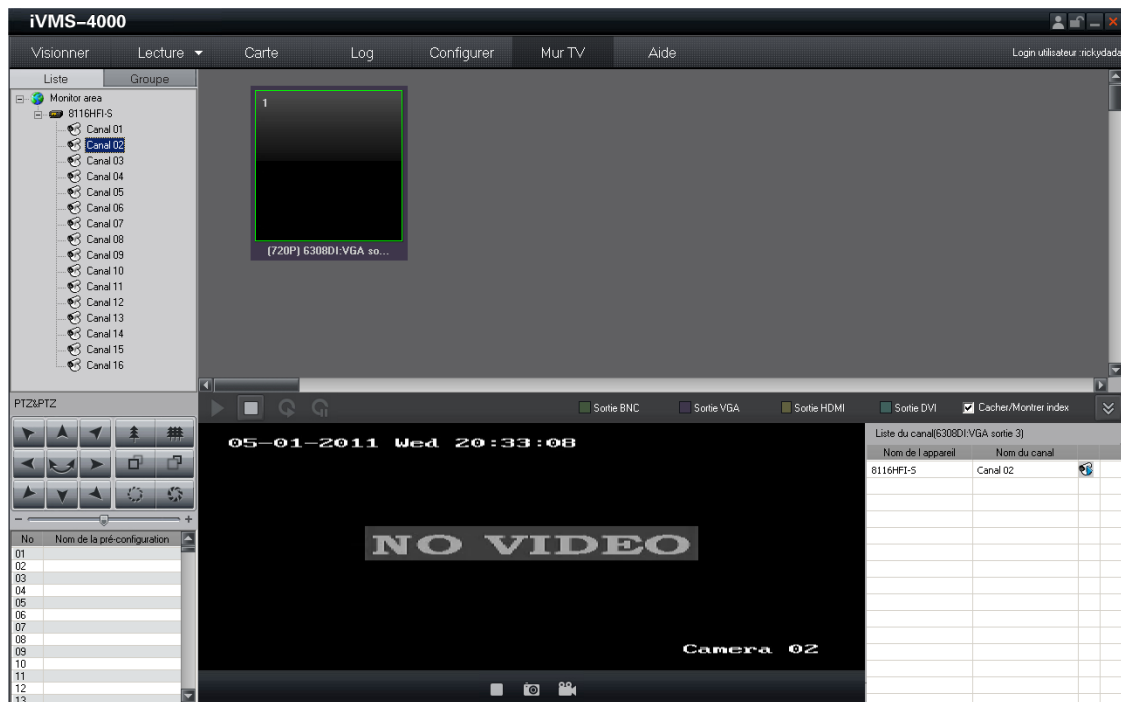 iVMS-4000
Visionner Lecture Carte Log Configurer Mur TV Aide Login utilisateur :rickydada
Liste Groupe
Monitor area
8116HFI-S
Canal 01
Canal 02
Canal 03
Canal 04
Canal 05
Canal 06
Canal 07
Canal 08
Canal 09
Canal 10
Canal 11
Canal 12
Canal 13
Canal 14
Canal 15
Canal 16
1
(720P) 6308DI:VGA so...
PTZ&PTZ
Sortie BNC Sortie VGA Sortie HDMI Sortie DVI Cacher/Montrer index
No Nom de la pré-configuration
01
02
03
04
05
06
07
08
09
10
11
12
13
05-01-2011 Wed 20:33:08
NO VIDEO
Camera 02
Liste du canal(6308DI:VGA sortie 3)
Nom de l appareil Nom du canal
8116HFI-S Canal 02